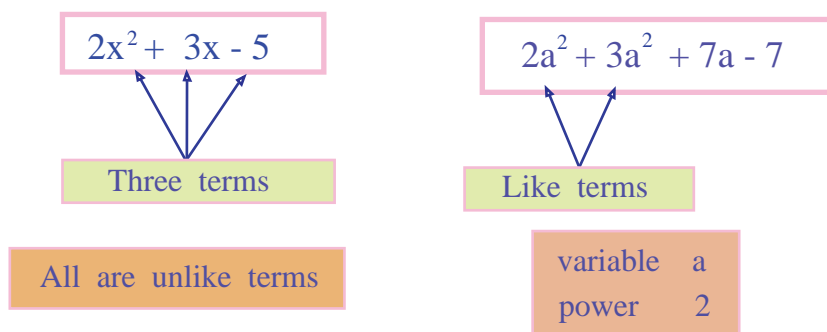 2x² + 3x - 5
Three terms
All are unlike terms
2a² + 3a² + 7a - 7
Like terms
variable a
power 2